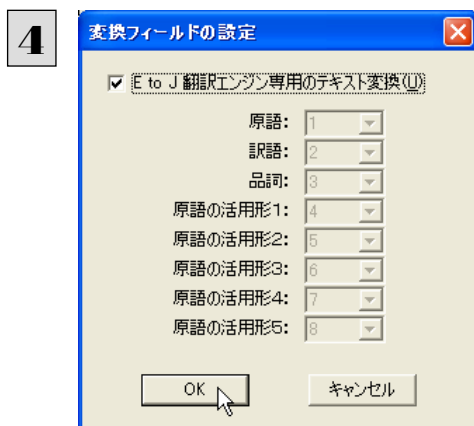 4
変換フィールドの設定
E to J 翻訳エンジン専用のテキスト変換(U)
原語: 1
訳語: 2
品詞: 3
原語の活用形1: 4
原語の活用形2: 5
原語の活用形3: 6
原語の活用形4: 7
原語の活用形5: 8
OK キャンセル